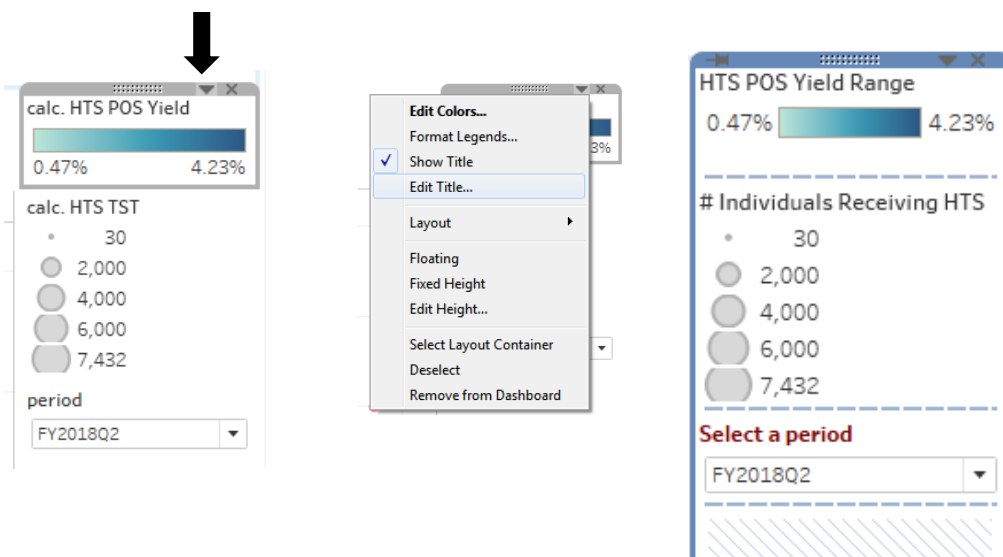 calc. HTS POS Yield
0.47% 4.23%
calc. HTS TST
30
2,000
4,000
6,000
7,432
period
FY2018Q2
Edit Colors...
Format Legends...
Show Title
Edit Title...
Layout
Floating
Fixed Height
Edit Height...
Select Layout Container
Deselect
Remove from Dashboard
3%
HTS POS Yield Range
0.47% 4.23%
# Individuals Receiving HTS
30
2,000
4,000
6,000
7,432
Select a period
FY2018Q2